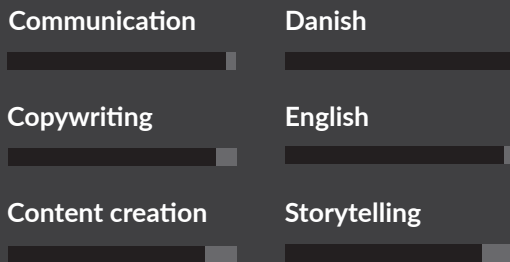 Communication
Danish
Copywriting
English
Content creation
Storytelling